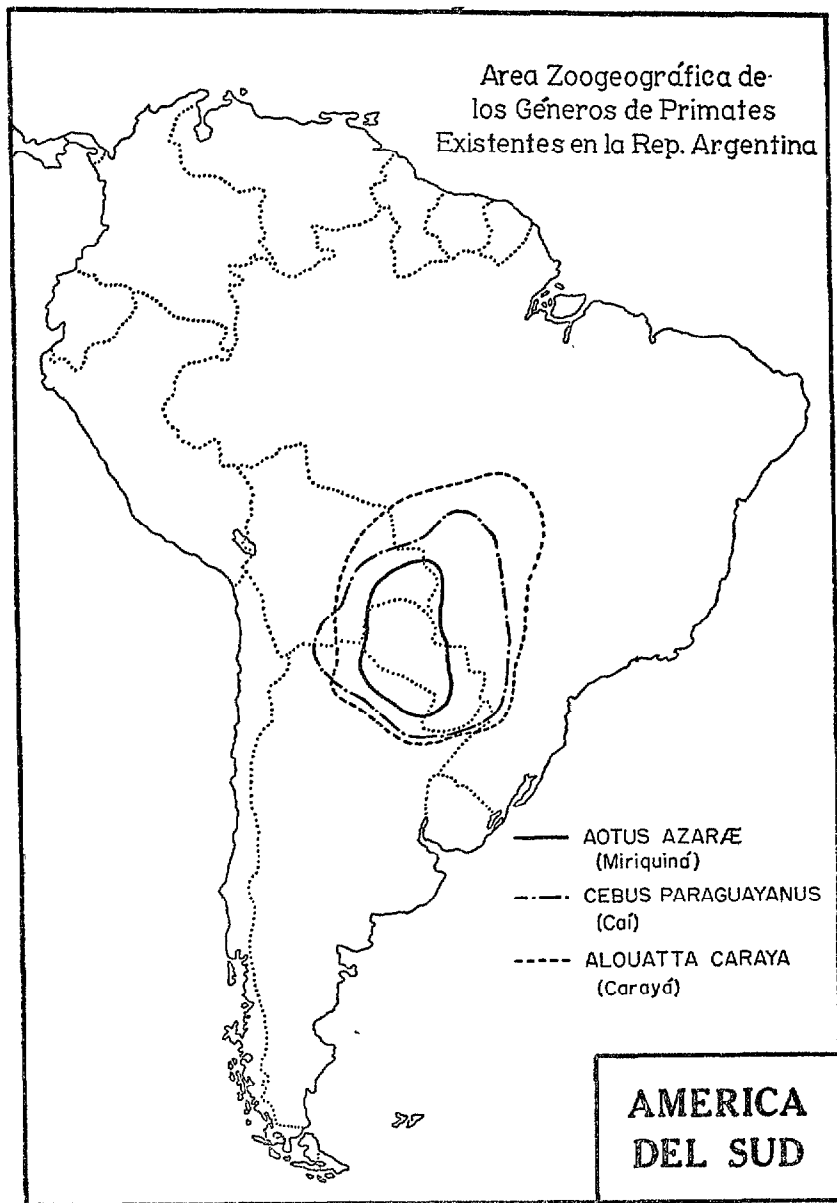 Area Zoogeográfica de
los Géneros de Primates
Existentes en la Rep. Argentina
AOTUS AZARÆ
(Miriquiná)
CEBUS PARAGUAYANUS
(Caí)
ALOUATTA CARAYA
(Carayá)
AMERICA
DEL SUD